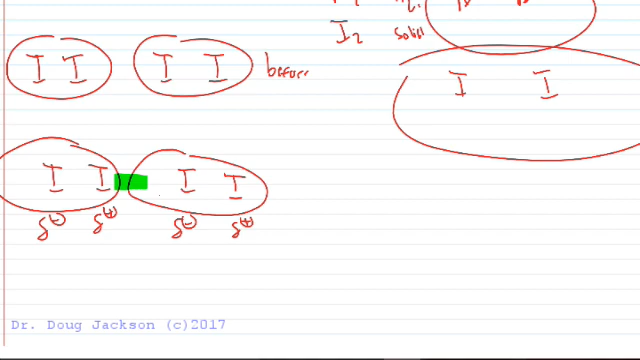 I₂ solid
I I I I before I I
I I I I
δ⊖ δ⊕ δ⊖ δ⊕
Dr. Doug Jackson (c)2017